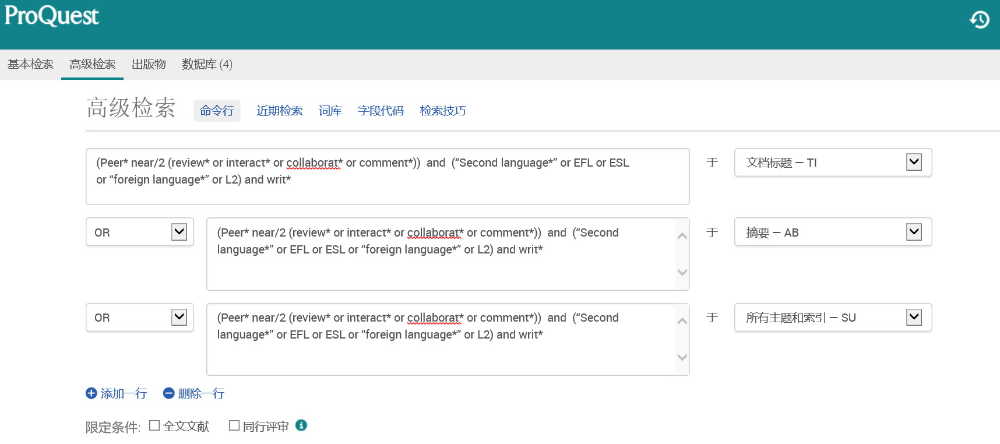 ProQuest
基本检索 高级检索 出版物 数据库 (4)
高级检索 命令行 近期检索 词库 字段代码 检索技巧
(Peer* near/2 (review* or interact* or collaborat* or comment*))  and  (“Second language*” or EFL or ESL
or “foreign language*” or L2) and writ*
于 文档标题 – TI
OR
(Peer* near/2 (review* or interact* or collaborat* or comment*))  and  (“Second
language*” or EFL or ESL or “foreign language*” or L2) and writ*
于 摘要 – AB
OR
(Peer* near/2 (review* or interact* or collaborat* or comment*))  and  (“Second
language*” or EFL or ESL or “foreign language*” or L2) and writ*
于 所有主题和索引 – SU
添加一行 删除一行
限定条件: 全文文献 同行评审